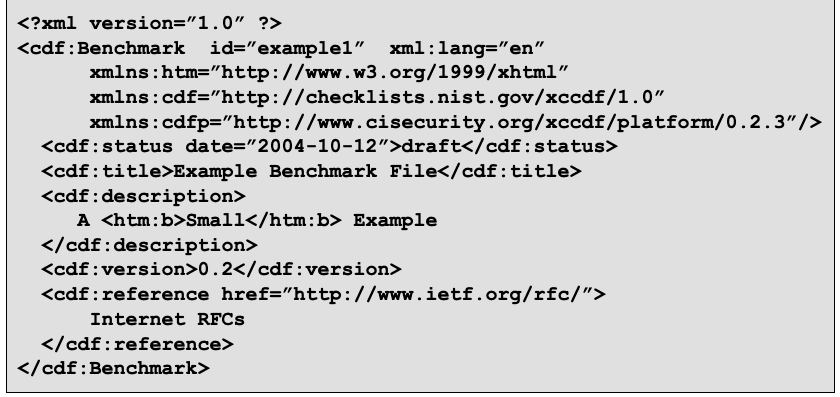 <?xml version=”1.0” ?>
<cdf:Benchmark  id=”example1”  xml:lang=”en”
      xmlns:htm=”http://www.w3.org/1999/xhtml”
      xmlns:cdf=”http://checklists.nist.gov/xccdf/1.0”
      xmlns:cdfp=”http://www.cisecurity.org/xccdf/platform/0.2.3”/>
  <cdf:status date=”2004-10-12”>draft</cdf:status>
  <cdf:title>Example Benchmark File</cdf:title>
  <cdf:description>
     A <htm:b>Small</htm:b> Example
  </cdf:description>
  <cdf:version>0.2</cdf:version>
  <cdf:reference href=”http://www.ietf.org/rfc/”>
      Internet RFCs
  </cdf:reference>
</cdf:Benchmark>